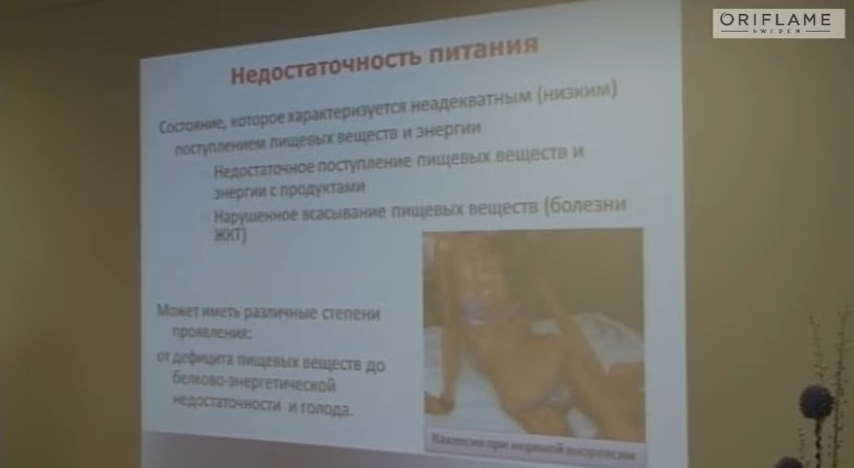 ORIFLAME
SWEDEN
Недостаточность питания
Состояние, которое характеризуется неадекватным (низким)
поступлением пищевых веществ и энергии
Недостаточное поступление пищевых веществ и
энергии с продуктами
Нарушенное всасывание пищевых веществ (болезни
ЖКТ)
Может иметь различные степени
проявления:
от дефицита пищевых веществ до
белково-энергетической
недостаточности и голода.
Кахексия при нервной анорексии